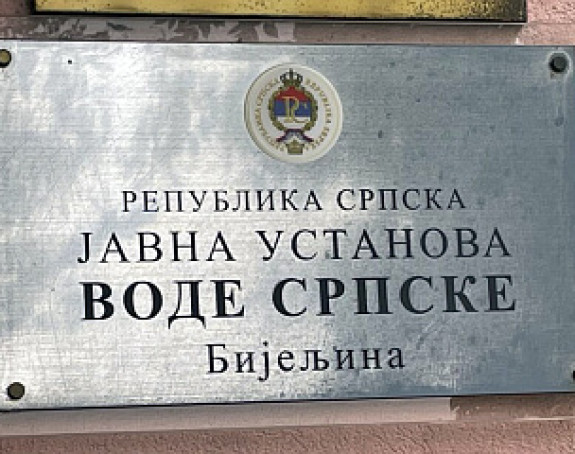 РЕПУБЛИКА СРПСКА
ЈАВНА УСТАНОВА
ВОДЕ СРПСКЕ
Бијељина